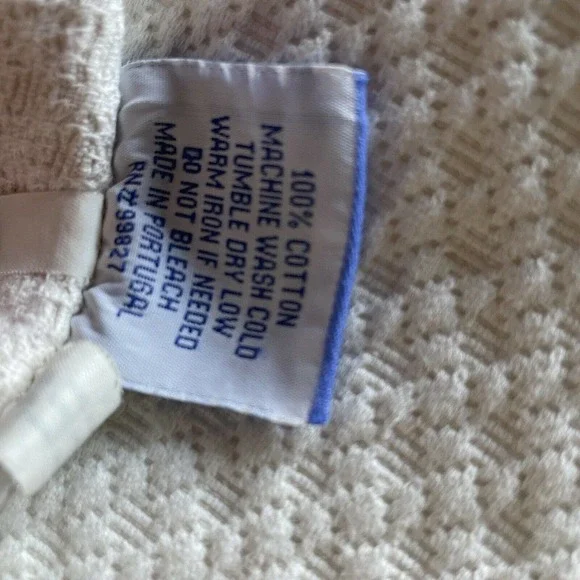 100% COTTON
MACHINE WASH COLD
TUMBLE DRY LOW
WARM IRON IF NEEDED
DO NOT BLEACH
MADE IN PORTUGAL
RN# 99827